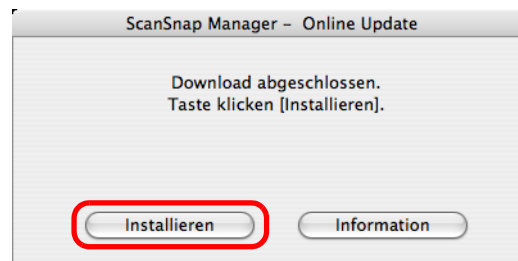 ScanSnap Manager – Online Update
Download abgeschlossen.
Taste klicken [Installieren].
Installieren
Information